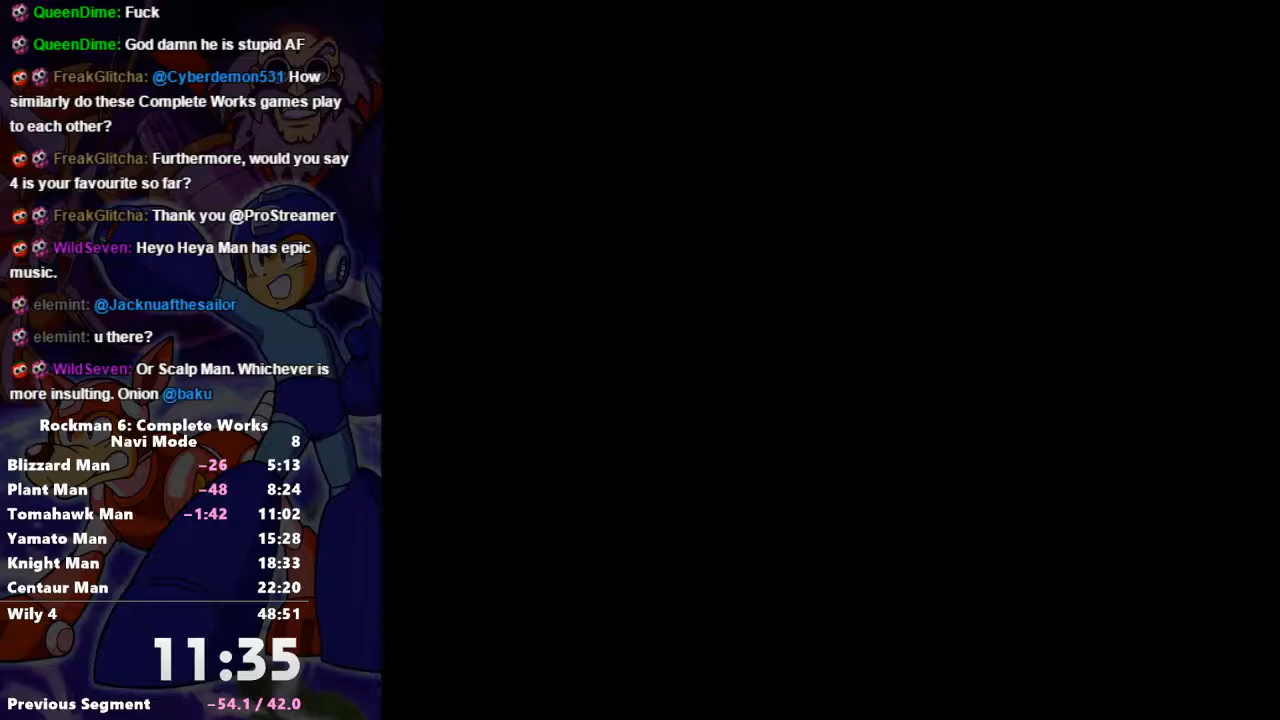 QueenDime: Fuck
QueenDime: God damn he is stupid AF
FreakGlitcha: @Cyberdemon531 How
similarly do these Complete Works games play
to each other?
FreakGlitcha: Furthermore, would you say
4 is your favourite so far?
FreakGlitcha: Thank you @ProStreamer
WildSeven: Heyo Heya Man has epic
music.
elemint: @Jacknuafthesailor
elemint: u there?
WildSeven: Or Scalp Man. Whichever is
more insulting. Onion @baku
Rockman 6: Complete Works
Navi Mode 8
Blizzard Man -26 5:13
Plant Man -48 8:24
Tomahawk Man -1:42 11:02
Yamato Man 15:28
Knight Man 18:33
Centaur Man 22:20
Wily 4 48:51
11:35
Previous Segment -54.1 / 42.0